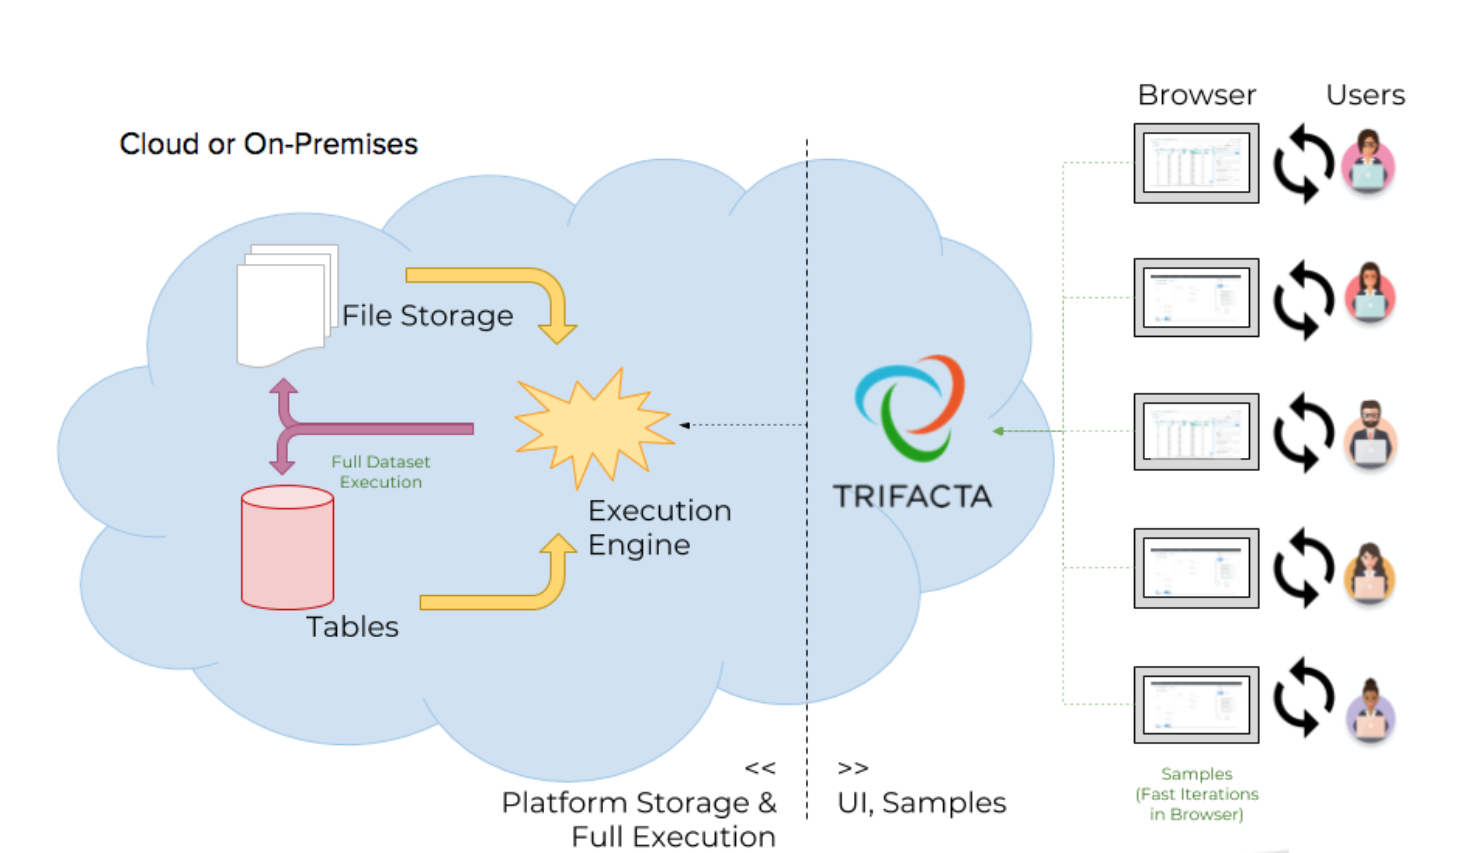 Browser
Users
Cloud or On-Premises
File Storage
Full Dataset
Execution
Execution
Engine
TRIFACTA
Tables
<<
Platform Storage &
Full Execution
>>
UI, Samples
Samples
(Fast Iterations
in Browser)